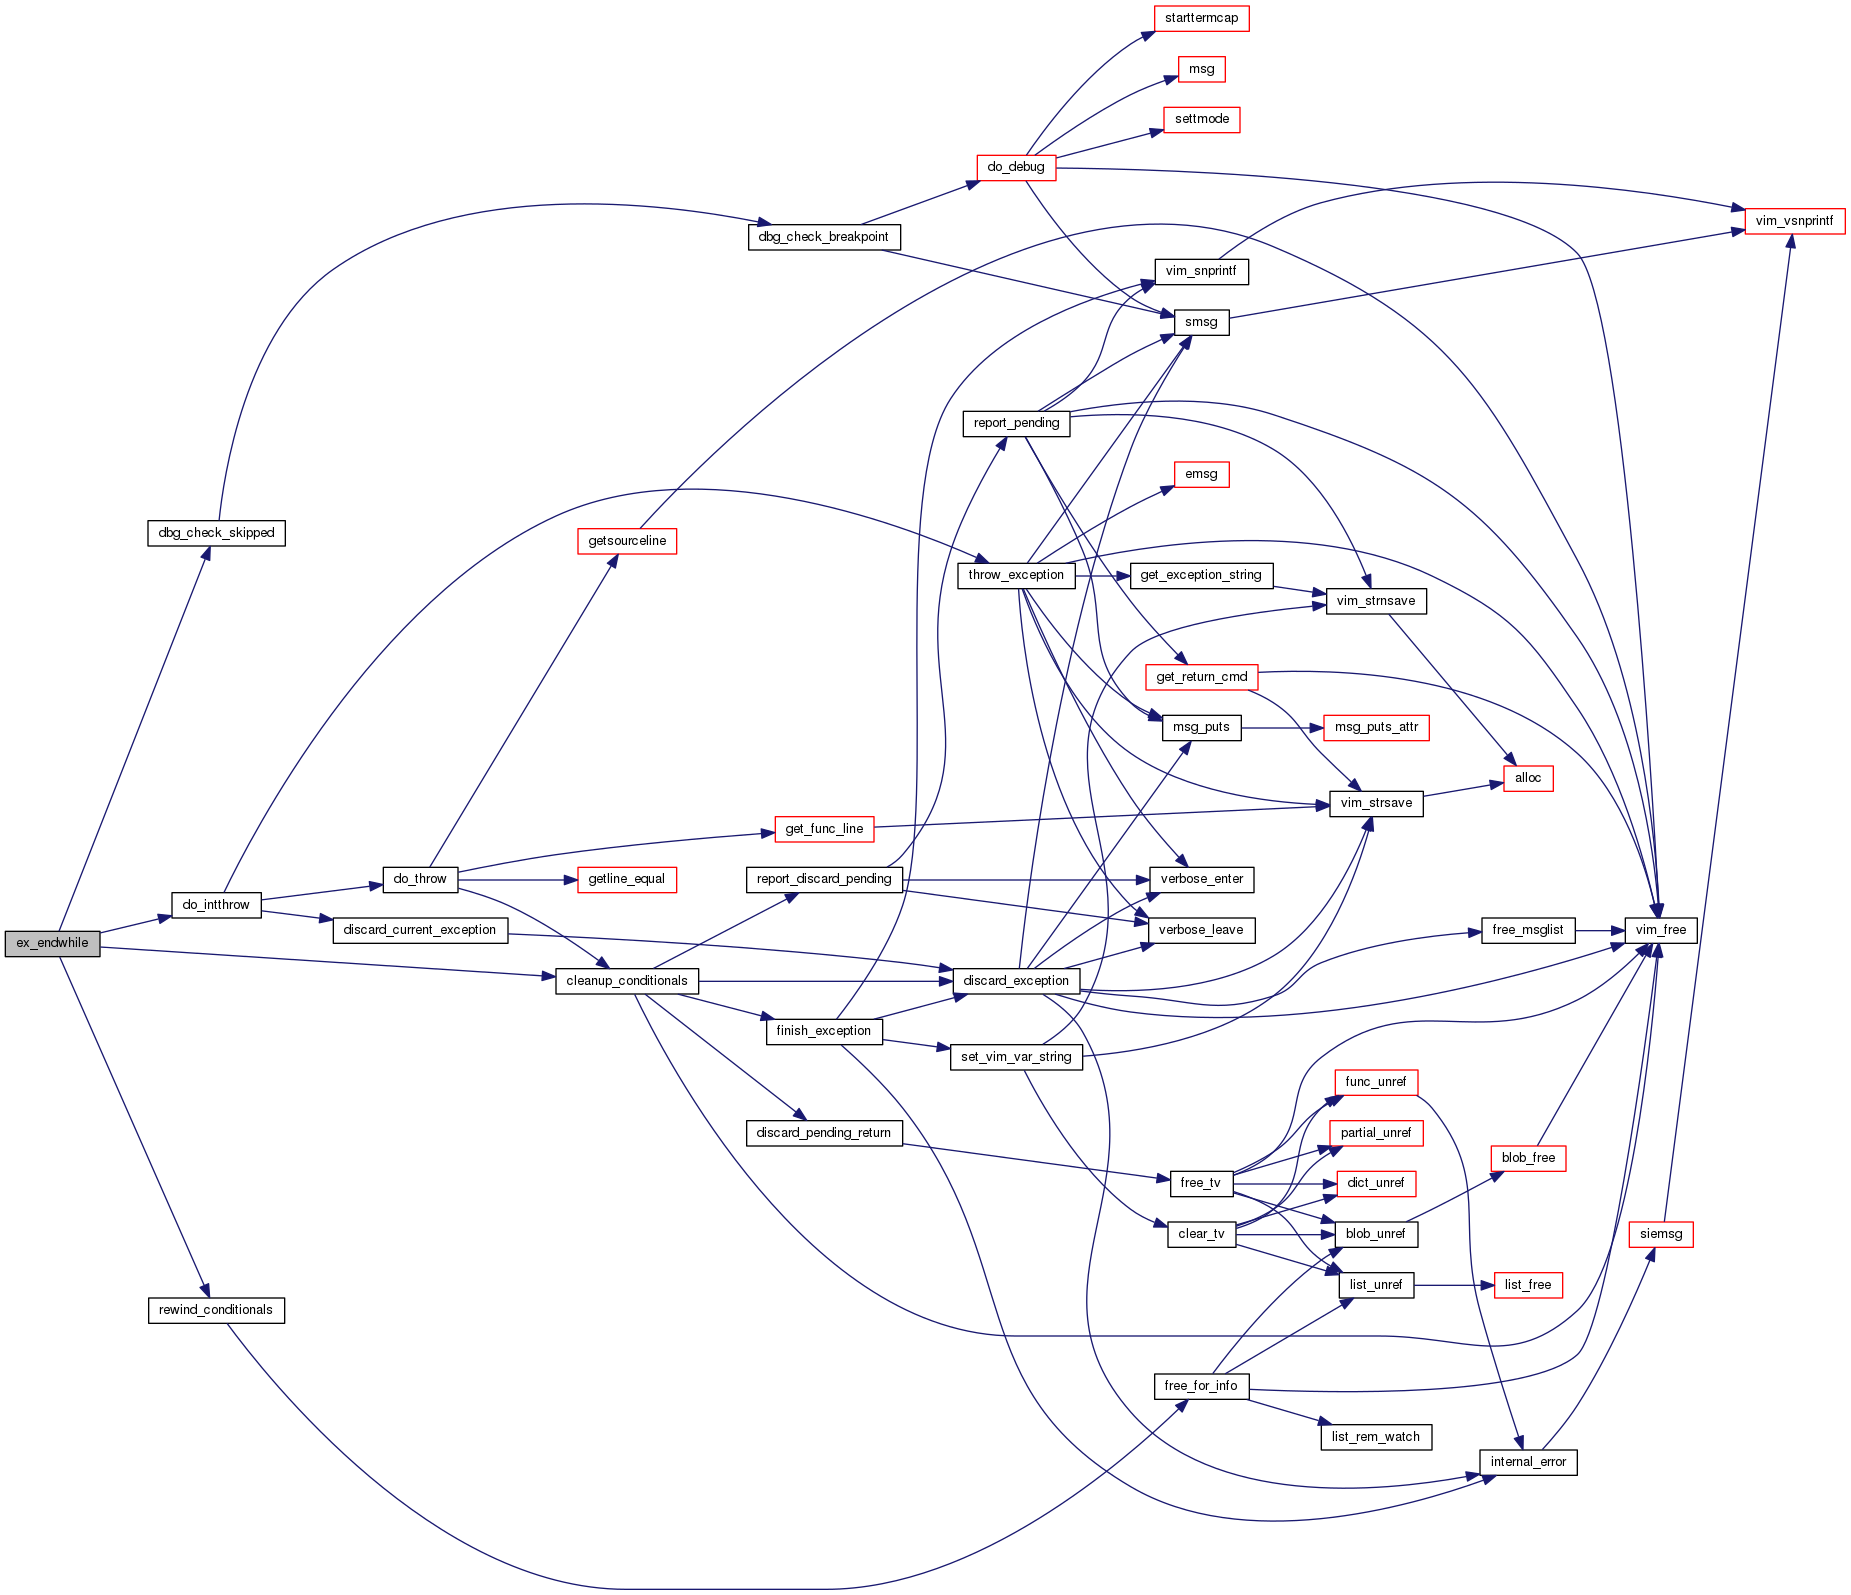 starttermcap
msg
settmode
do_debug
vim_vsnprintf
dbg_check_breakpoint
vim_snprintf
smsg
report_pending
emsg
dbg_check_skipped
getsourceline
throw_exception
get_exception_string
vim_strnsave
get_return_cmd
msg_puts
msg_puts_attr
alloc
vim_strsave
get_func_line
do_throw
getline_equal
report_discard_pending
verbose_enter
do_intthrow
discard_current_exception
verbose_leave
free_msglist
vim_free
ex_endwhile
cleanup_conditionals
discard_exception
finish_exception
set_vim_var_string
func_unref
discard_pending_return
partial_unref
blob_free
free_tv
dict_unref
clear_tv
blob_unref
siemsg
list_unref
list_free
rewind_conditionals
free_for_info
list_rem_watch
internal_error